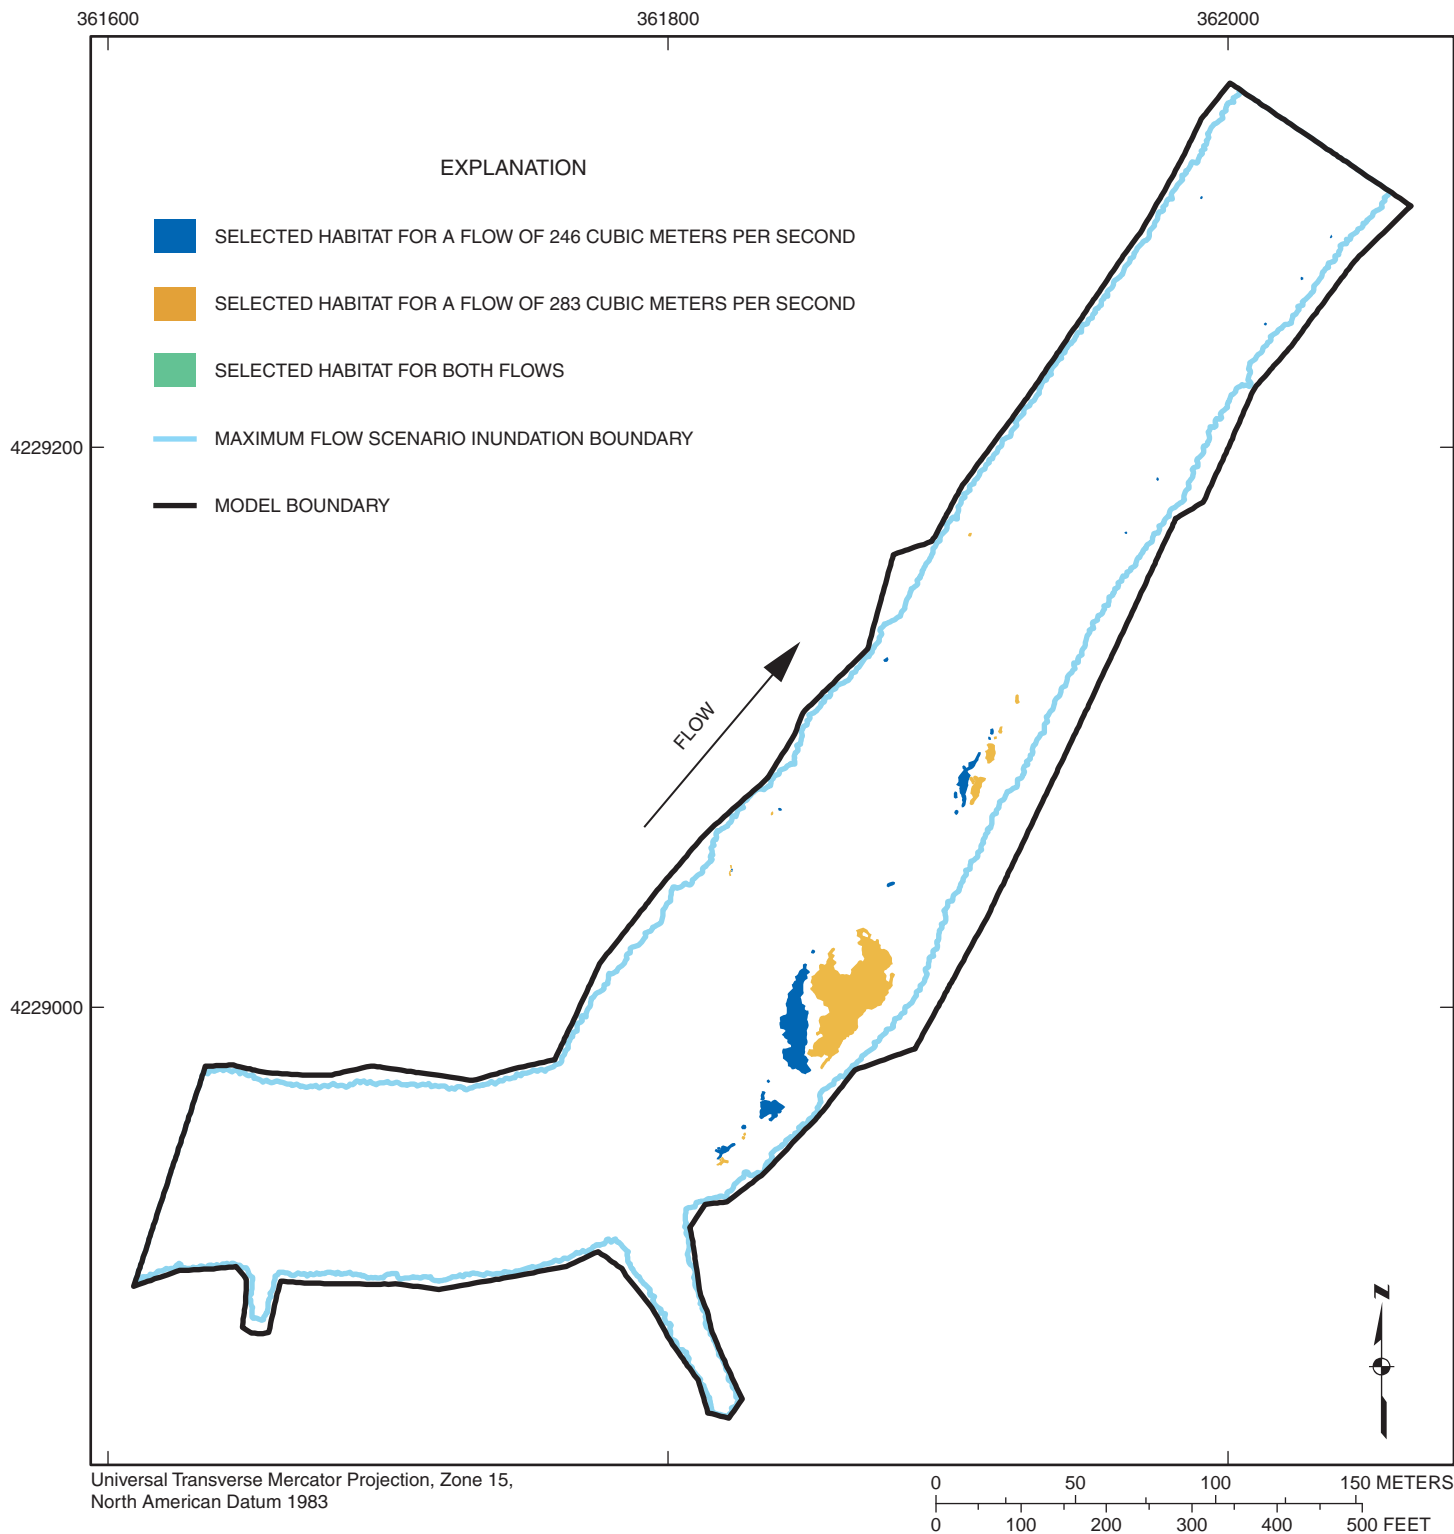 361600 361800 362000
EXPLANATION
SELECTED HABITAT FOR A FLOW OF 246 CUBIC METERS PER SECOND
SELECTED HABITAT FOR A FLOW OF 283 CUBIC METERS PER SECOND
SELECTED HABITAT FOR BOTH FLOWS
MAXIMUM FLOW SCENARIO INUNDATION BOUNDARY
4229200
MODEL BOUNDARY
FLOW
4229000
N
Universal Transverse Mercator Projection, Zone 15,
North American Datum 1983
0 50 100 150 METERS
0 100 200 300 400 500 FEET